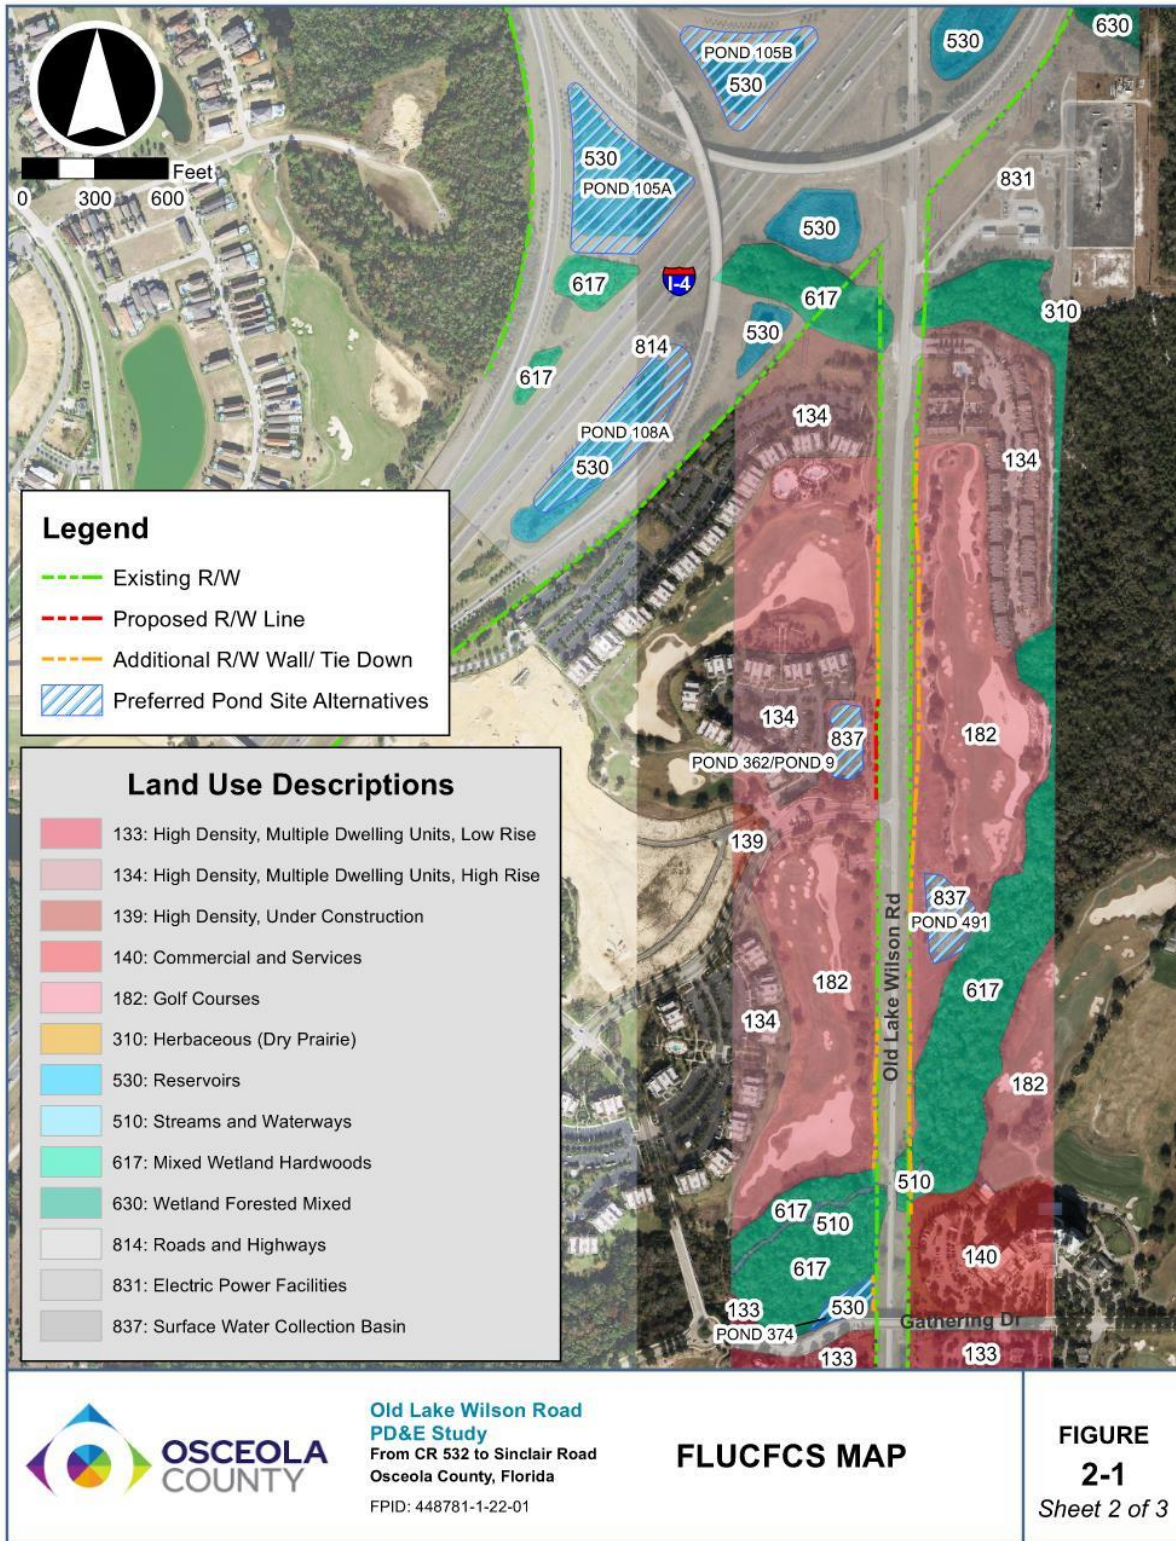 630
POND 105B
530
530
Feet
0 300 600
530
POND 105A
831
530
617
I-4
617
310
530
814
617
134
POND 108A
134
530
Legend
Existing R/W
Proposed R/W Line
Additional R/W Wall/ Tie Down
Preferred Pond Site Alternatives
134
837
182
POND 362/POND 9
Land Use Descriptions
133: High Density, Multiple Dwelling Units, Low Rise
134: High Density, Multiple Dwelling Units, High Rise
139: High Density, Under Construction
140: Commercial and Services
182: Golf Courses
310: Herbaceous (Dry Prairie)
530: Reservoirs
510: Streams and Waterways
617: Mixed Wetland Hardwoods
630: Wetland Forested Mixed
814: Roads and Highways
831: Electric Power Facilities
837: Surface Water Collection Basin
139
837
POND 491
182
617
134
Old Lake Wilson Rd
182
510
617
510
617
140
133
530
POND 374
Gathering Dr
133
133
OSCEOLA
COUNTY
Old Lake Wilson Road
PD&E Study
From CR 532 to Sinclair Road
Osceola County, Florida
FPID: 448781-1-22-01
FLUCFCS MAP
FIGURE
2-1
Sheet 2 of 3